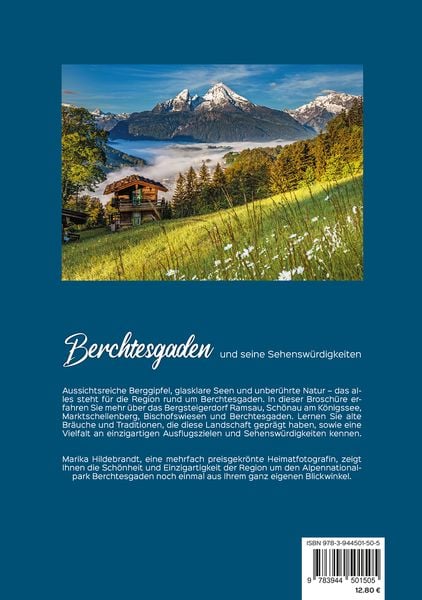 Berchtesgaden und seine Sehenswürdigkeiten
Aussichtsreiche Berggipfel, glasklare Seen und unberührte Natur – das al-
les steht für die Region rund um Berchtesgaden. In dieser Broschüre er-
fahren Sie mehr über das Bergsteigerdorf Ramsau, Schönau am Königssee,
Marktschellenberg, Bischofswiesen und Berchtesgaden. Lernen Sie alte
Bräuche und Traditionen, die diese Landschaft geprägt haben, sowie eine
Vielfalt an einzigartigen Ausflugszielen und Sehenswürdigkeiten kennen.
Marika Hildebrandt, eine mehrfach preisgekrönte Heimatfotografin, zeigt
Ihnen die Schönheit und Einzigartigkeit der Region um den Alpennational-
park Berchtesgaden noch einmal aus Ihrem ganz eigenen Blickwinkel.
ISBN 978-3-944501-50-5
9 783944 501505
12,80 €